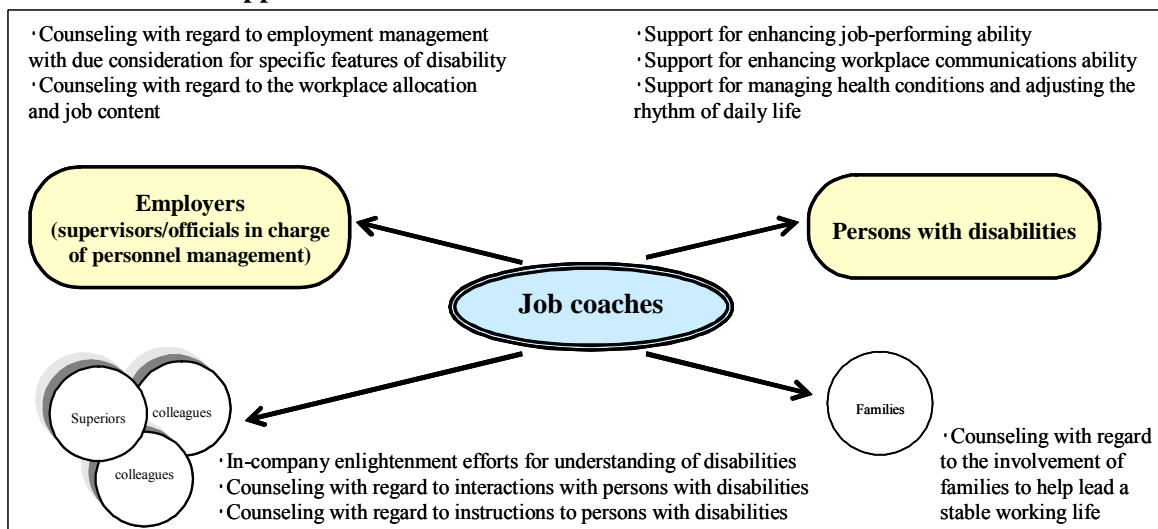 ·Counseling with regard to employment management
with due consideration for specific features of disability
·Counseling with regard to the workplace allocation
and job content
·Support for enhancing job-performing ability
·Support for enhancing workplace communications ability
·Support for managing health conditions and adjusting the
rhythm of daily life
Employers
(supervisors/officials in charge
of personnel management)
Persons with disabilities
Job coaches
Superiors
colleagues
colleagues
Families
·In-company enlightenment efforts for understanding of disabilities
·Counseling with regard to interactions with persons with disabilities
·Counseling with regard to instructions to persons with disabilities
·Counseling with regard
to the involvement of
families to help lead a
stable working life